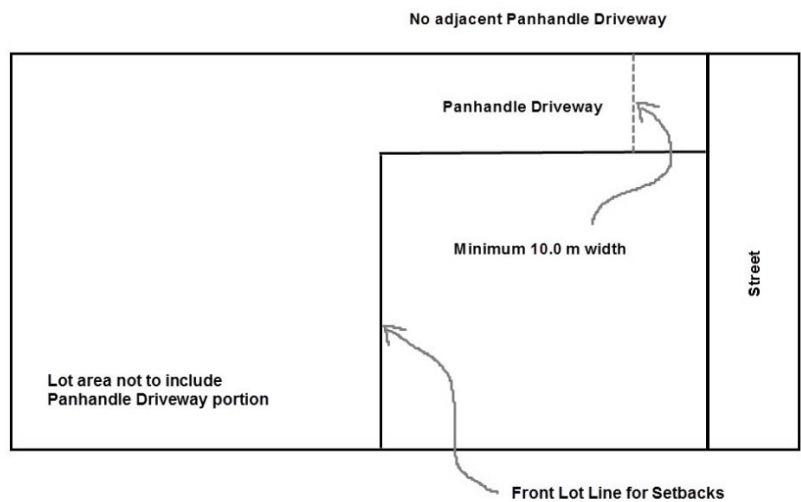 No adjacent Panhandle Driveway
Panhandle Driveway
Minimum 10.0 m width
Street
Lot area not to include
Panhandle Driveway portion
Front Lot Line for Setbacks